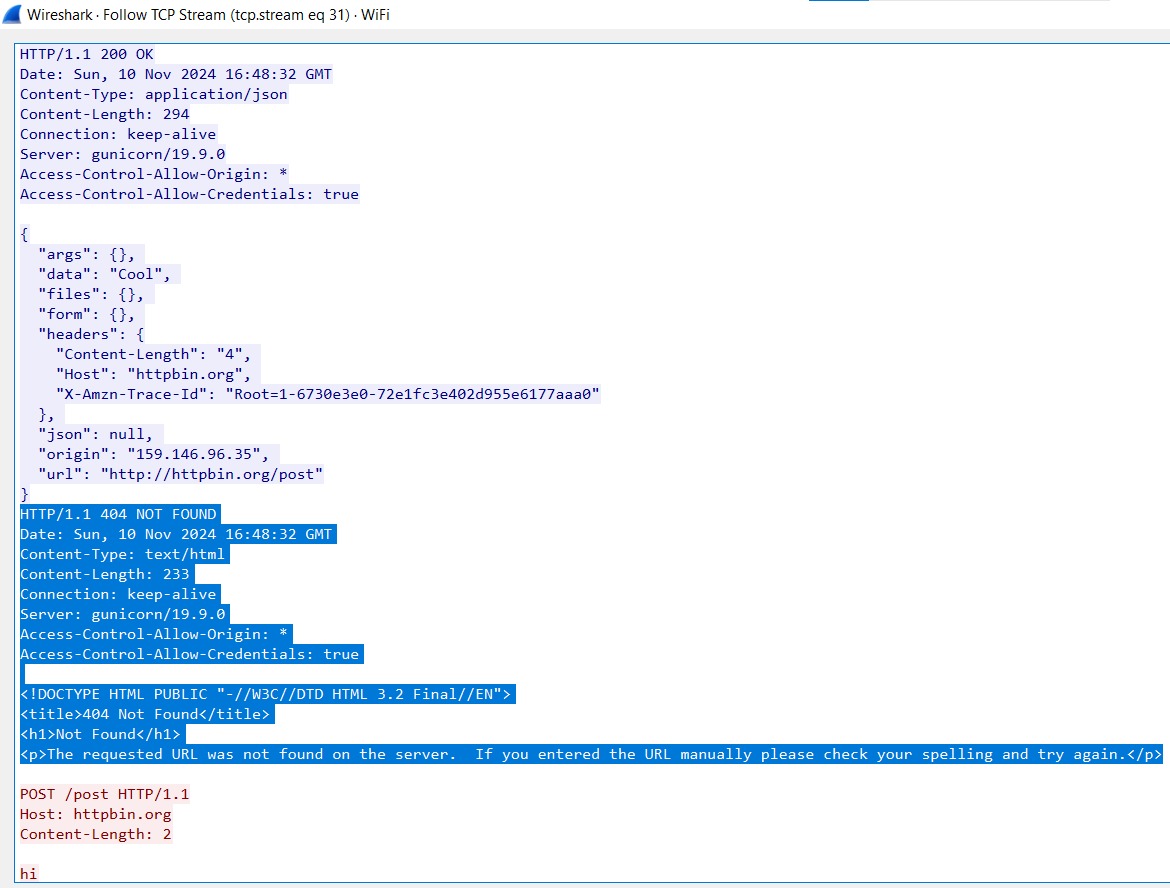 Wireshark · Follow TCP Stream (tcp.stream eq 31) · WiFi
HTTP/1.1 200 OK
Date: Sun, 10 Nov 2024 16:48:32 GMT
Content-Type: application/json
Content-Length: 294
Connection: keep-alive
Server: gunicorn/19.9.0
Access-Control-Allow-Origin: *
Access-Control-Allow-Credentials: true

{
  "args": {},
  "data": "Cool",
  "files": {},
  "form": {},
  "headers": {
    "Content-Length": "4",
    "Host": "httpbin.org",
    "X-Amzn-Trace-Id": "Root=1-6730e3e0-72e1fc3e402d955e6177aaa0"
  },
  "json": null,
  "origin": "159.146.96.35",
  "url": "http://httpbin.org/post"
}
HTTP/1.1 404 NOT FOUND
Date: Sun, 10 Nov 2024 16:48:32 GMT
Content-Type: text/html
Content-Length: 233
Connection: keep-alive
Server: gunicorn/19.9.0
Access-Control-Allow-Origin: *
Access-Control-Allow-Credentials: true

<!DOCTYPE HTML PUBLIC "-//W3C//DTD HTML 3.2 Final//EN">
<title>404 Not Found</title>
<h1>Not Found</h1>
<p>The requested URL was not found on the server.  If you entered the URL manually please check your spelling and try again.</p>

POST /post HTTP/1.1
Host: httpbin.org
Content-Length: 2

hi